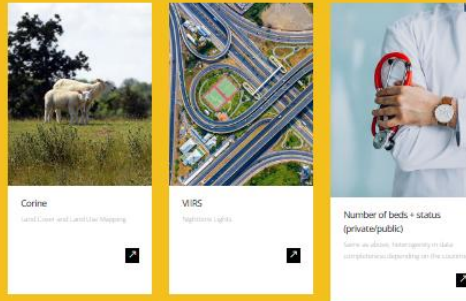 Corine
Land Cover and Land Use Mapping
VIIRS
Nighttime Lights
Number of beds + status
(private/public)
Same as above, heterogeneity in data
completeness depending on the countries